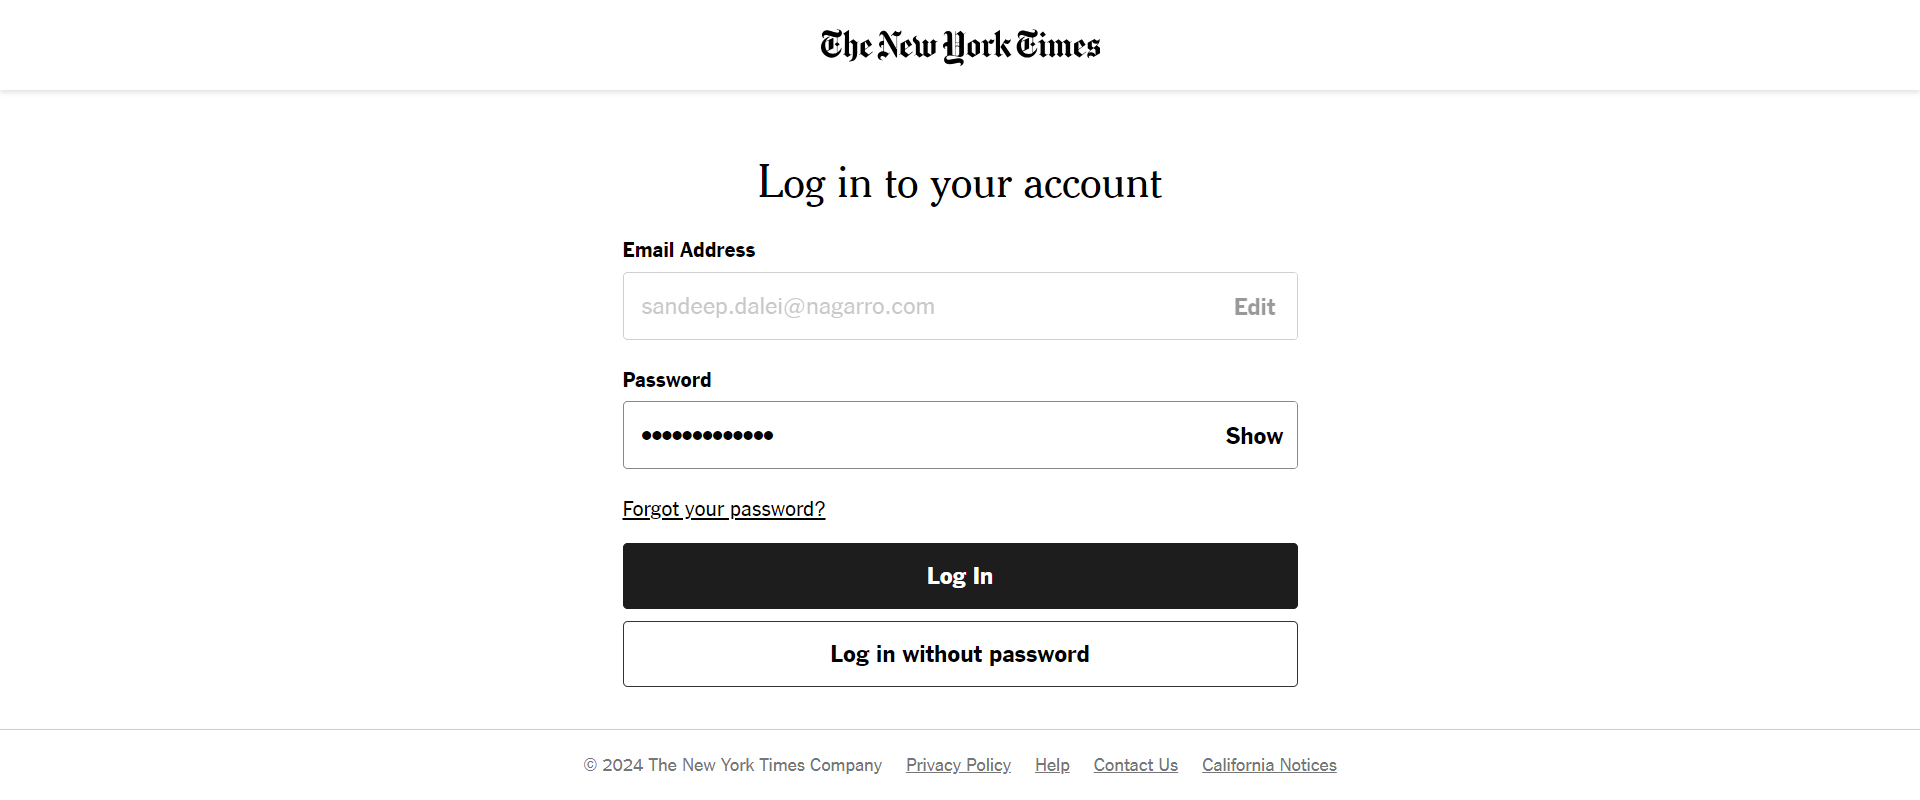 The New York Times
Log in to your account
Email Address
sandeep.dalei@nagarro.com Edit
Password
••••••••••••• Show
Forgot your password?
Log In
Log in without password
© 2024 The New York Times Company Privacy Policy Help Contact Us California Notices